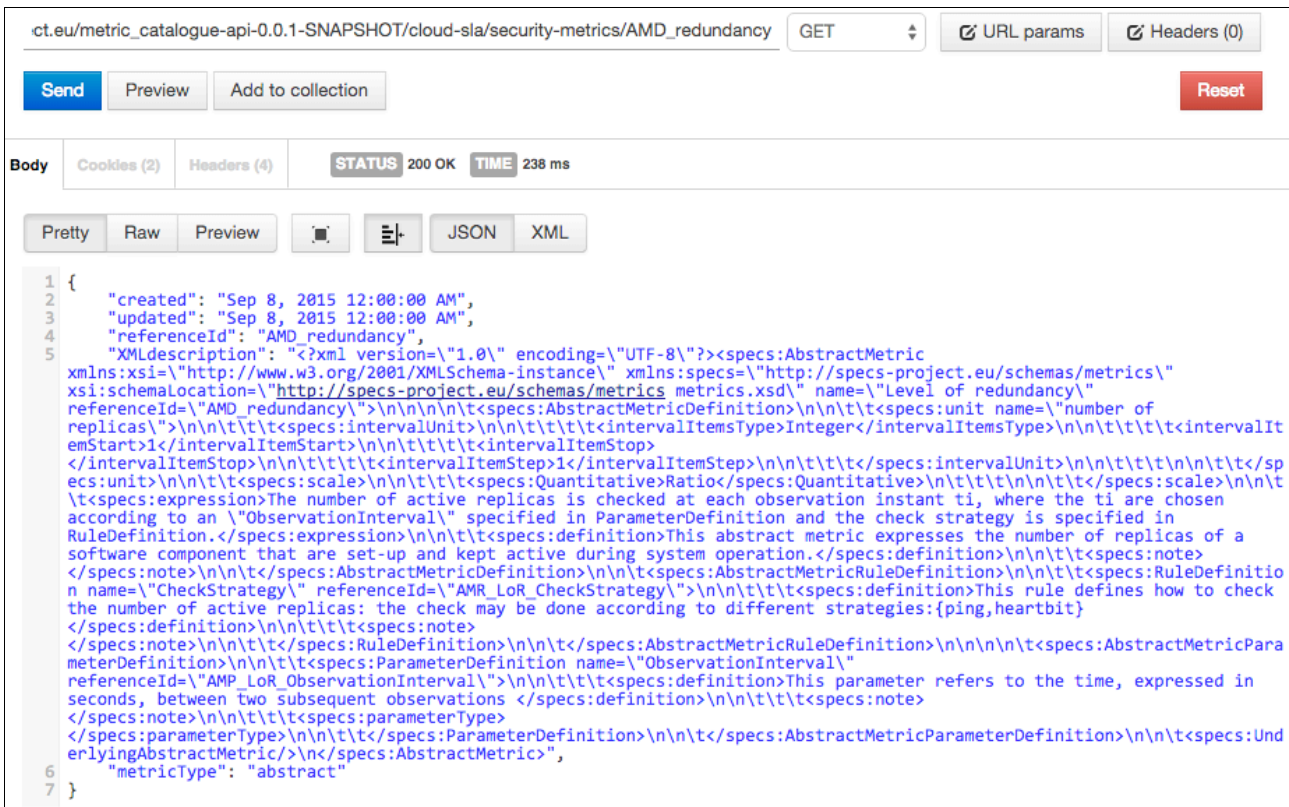 ct.eu/metric_catalogue-api-0.0.1-SNAPSHOT/cloud-sla/security-metrics/AMD_redundancy GET URL params Headers (0)
Send Preview Add to collection Reset
Body Cookies (2) Headers (4) STATUS 200 OK TIME 238 ms
Pretty Raw Preview JSON XML
1 {
2 "created": "Sep 8, 2015 12:00:00 AM",
3 "updated": "Sep 8, 2015 12:00:00 AM",
4 "referenceId": "AMD_redundancy",
5 "XMLdescription": "<?xml version=\"1.0\" encoding=\"UTF-8\"?><specs:AbstractMetric
xmlns:xsi=\"http://www.w3.org/2001/XMLSchema-instance\" xmlns:specs=\"http://specs-project.eu/schemas/metrics\"
xsi:schemaLocation=\"http://specs-project.eu/schemas/metrics metrics.xsd\" name=\"Level of redundancy\"
referenceId=\"AMD_redundancy\">\n\n\n\n\t<specs:AbstractMetricDefinition>\n\n\t\t<specs:unit name=\"number of
replicas\">\n\n\t\t\t<specs:intervalUnit>\n\n\t\t\t\t<intervalItemsType>Integer</intervalItemsType>\n\n\t\t\t\t<intervalIt
emStart>1</intervalItemStart>\n\n\t\t\t\t<intervalItemStop>
</intervalItemStop>\n\n\t\t\t\t<intervalItemStep>1</intervalItemStep>\n\n\t\t\t</specs:intervalUnit>\n\n\t\t\t\n\n\t\t</sp
ecs:unit>\n\n\t\t<specs:scale>\n\n\t\t\t<specs:Quantitative>Ratio</specs:Quantitative>\n\t\t\t\n\n\t\t</specs:scale>\n\n\t
\t<specs:expression>The number of active replicas is checked at each observation instant ti, where the ti are chosen
according to an \"ObservationInterval\" specified in ParameterDefinition and the check strategy is specified in
RuleDefinition.</specs:expression>\n\n\t\t<specs:definition>This abstract metric expresses the number of replicas of a
software component that are set-up and kept active during system operation.</specs:definition>\n\n\t\t<specs:note>
</specs:note>\n\n\t</specs:AbstractMetricDefinition>\n\n\t<specs:AbstractMetricRuleDefinition>\n\n\t\t<specs:RuleDefinitio
n name=\"CheckStrategy\" referenceId=\"AMR_LoR_CheckStrategy\">\n\n\t\t\t<specs:definition>This rule defines how to check
the number of active replicas: the check may be done according to different strategies:{ping,heartbit}
</specs:definition>\n\n\t\t\t<specs:note>
</specs:note>\n\n\t\t</specs:RuleDefinition>\n\n\t</specs:AbstractMetricRuleDefinition>\n\n\n\n\t<specs:AbstractMetricPara
meterDefinition>\n\n\t\t<specs:ParameterDefinition name=\"ObservationInterval\"
referenceId=\"AMP_LoR_ObservationInterval\">\n\n\t\t\t<specs:definition>This parameter refers to the time, expressed in
seconds, between two subsequent observations </specs:definition>\n\n\t\t\t<specs:note>
</specs:note>\n\n\t\t\t<specs:parameterType>
</specs:parameterType>\n\n\t\t</specs:ParameterDefinition>\n\n\t</specs:AbstractMetricParameterDefinition>\n\n\t<specs:Und
erlyingAbstractMetric/>\n</specs:AbstractMetric>",
6 "metricType": "abstract"
7 }